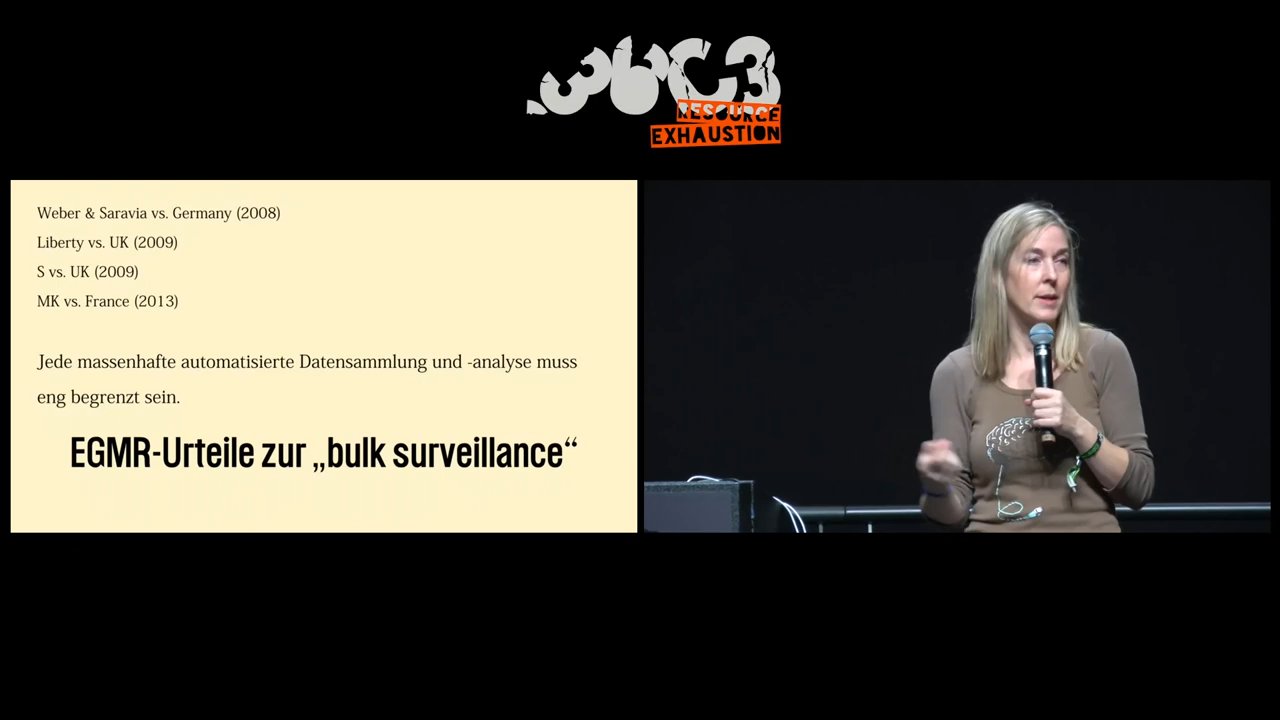 36C3
RESOURCE
EXHAUSTION
Weber & Saravia vs. Germany (2008)
Liberty vs. UK (2009)
S vs. UK (2009)
MK vs. France (2013)
Jede massenhafte automatisierte Datensammlung und -analyse muss
eng begrenzt sein.
EGMR-Urteile zur „bulk surveillance“